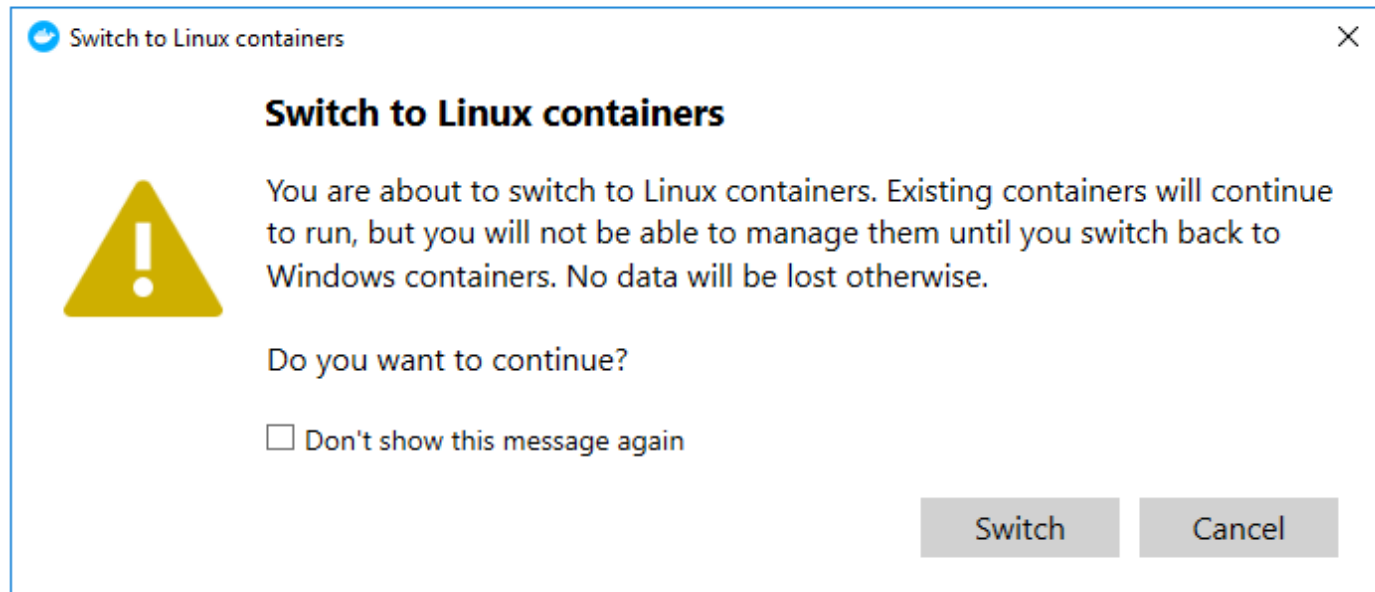 Switch to Linux containers
Switch to Linux containers
You are about to switch to Linux containers. Existing containers will continue
to run, but you will not be able to manage them until you switch back to
Windows containers. No data will be lost otherwise.
Do you want to continue?
Don't show this message again
Switch
Cancel